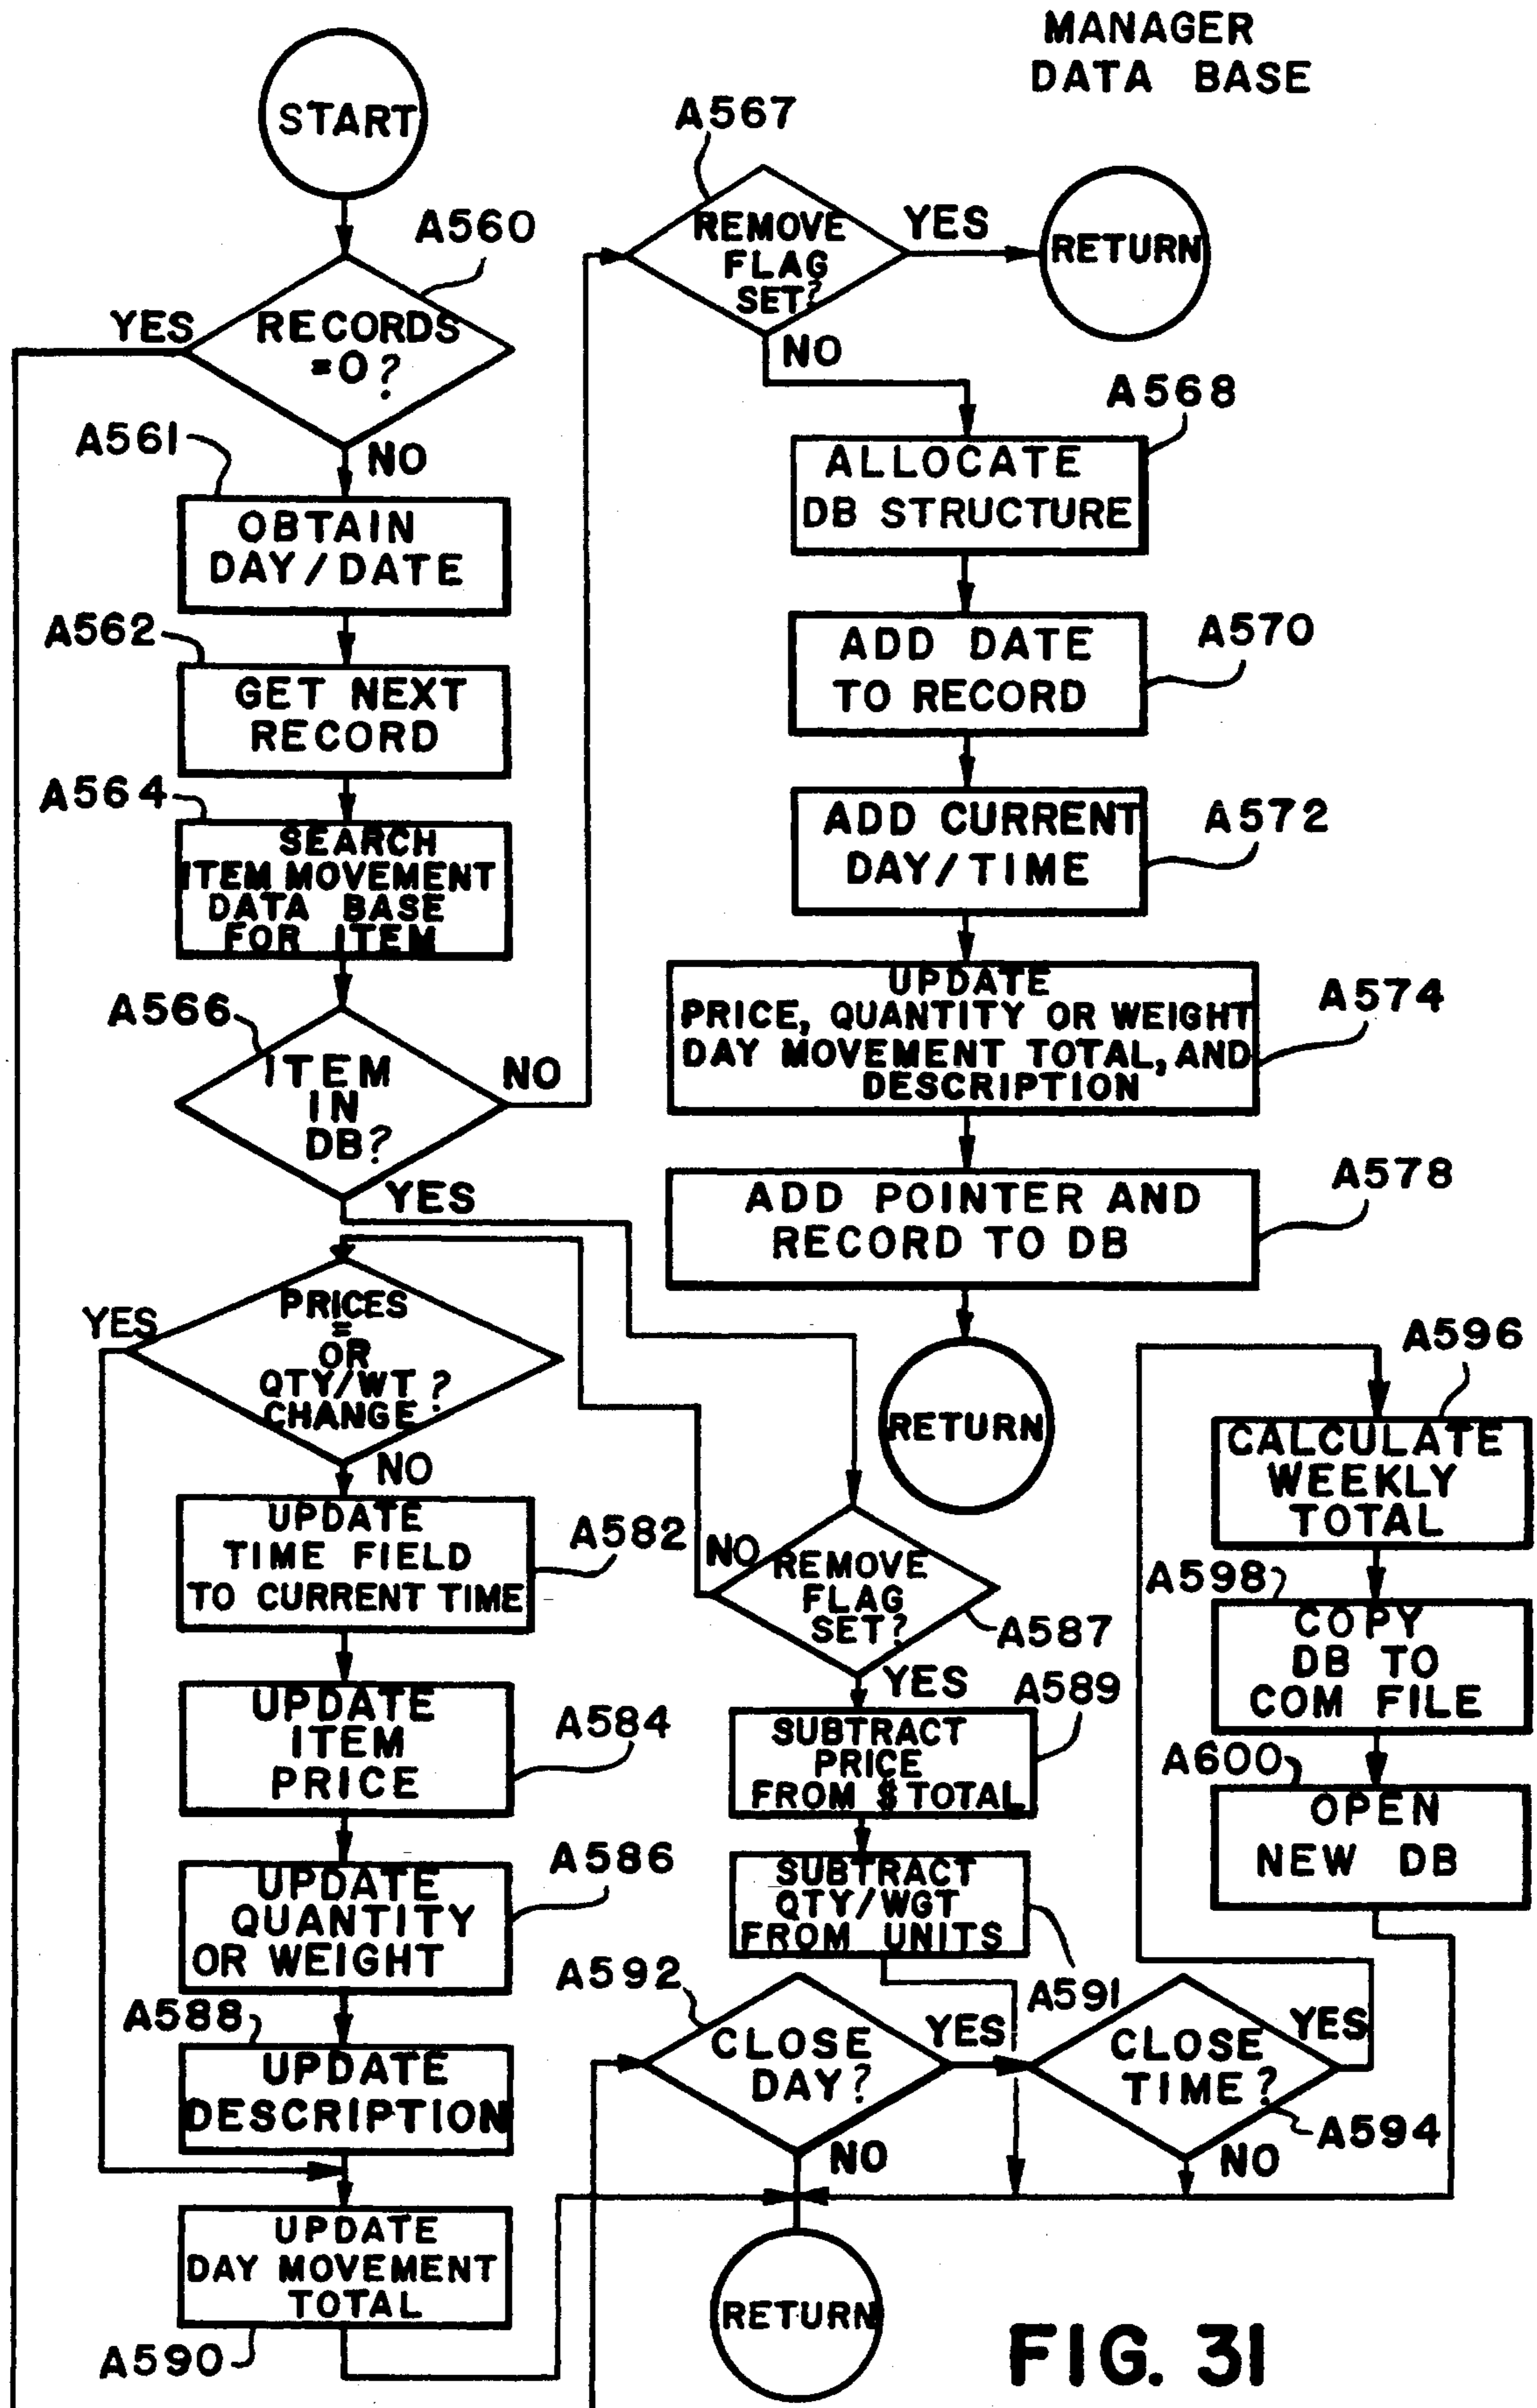 MANAGER
DATA BASE
START
A560
YES
RECORDS
=0?
NO
A561
OBTAIN
DAY/DATE
A562
GET NEXT
RECORD
A564
SEARCH
ITEM MOVEMENT
DATA BASE
FOR ITEM
A566
ITEM
IN
DB?
NO
YES
A567
REMOVE
FLAG
SET?
YES
RETURN
NO
A568
ALLOCATE
DB STRUCTURE
A570
ADD DATE
TO RECORD
A572
ADD CURRENT
DAY/TIME
A574
UPDATE
PRICE, QUANTITY OR WEIGHT
DAY MOVEMENT TOTAL, AND
DESCRIPTION
A578
ADD POINTER AND
RECORD TO DB
RETURN
YES
PRICES
=
OR
QTY/WT?
CHANGE?
NO
UPDATE
TIME FIELD
TO CURRENT TIME
A582
UPDATE
ITEM
PRICE
A584
UPDATE
QUANTITY
OR WEIGHT
A586
A588
UPDATE
DESCRIPTION
UPDATE
DAY MOVEMENT
TOTAL
A590
NO
REMOVE
FLAG
SET?
A587
YES
A589
SUBTRACT
PRICE
FROM $ TOTAL
SUBTRACT
QTY/WGT
FROM UNITS
A591
A592
CLOSE
DAY?
YES
NO
CLOSE
TIME?
YES
A594
NO
A596
CALCULATE
WEEKLY
TOTAL
A598
COPY
DB TO
COM FILE
A600
OPEN
NEW DB
RETURN
FIG. 31